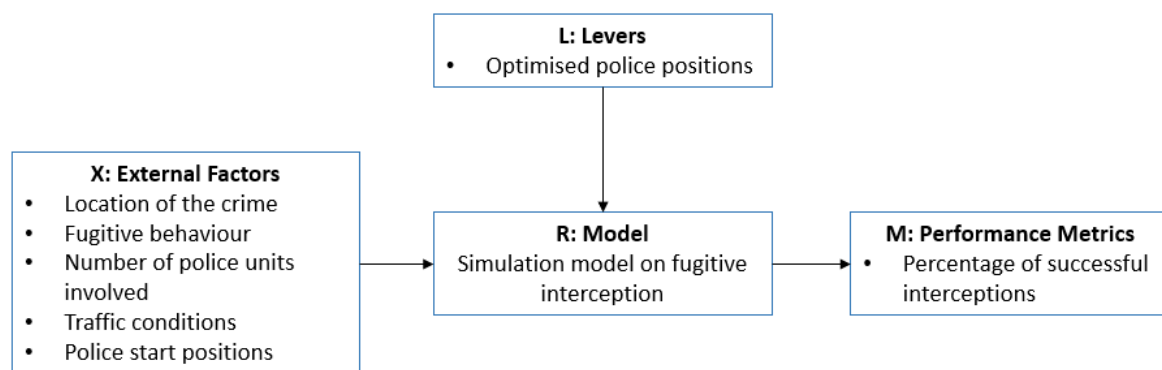 L: Levers
• Optimised police positions
X: External Factors
• Location of the crime
• Fugitive behaviour
• Number of police units
involved
• Traffic conditions
• Police start positions
R: Model
Simulation model on fugitive
interception
M: Performance Metrics
• Percentage of successful
interceptions